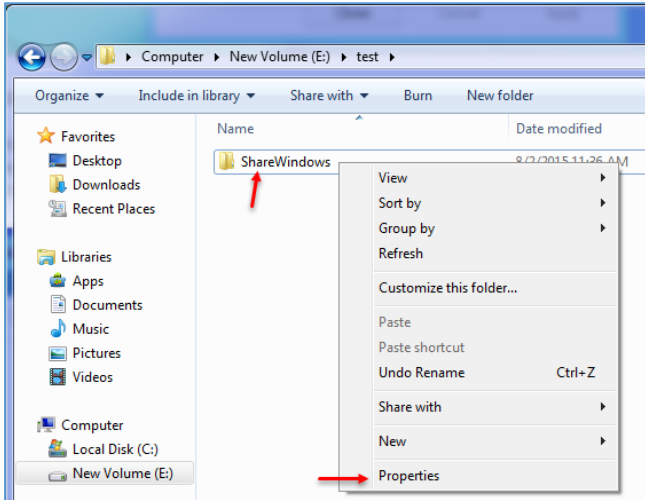 Computer New Volume (E:) test
Organize Include in library Share with Burn New folder
Favorites
Desktop
Downloads
Recent Places
Libraries
Apps
Documents
Music
Pictures
Videos
Computer
Local Disk (C:)
New Volume (E:)
Name Date modified
ShareWindows 8/2/2015 11:36 AM
View
Sort by
Group by
Refresh
Customize this folder...
Paste
Paste shortcut
Undo Rename Ctrl+Z
Share with
New
Properties